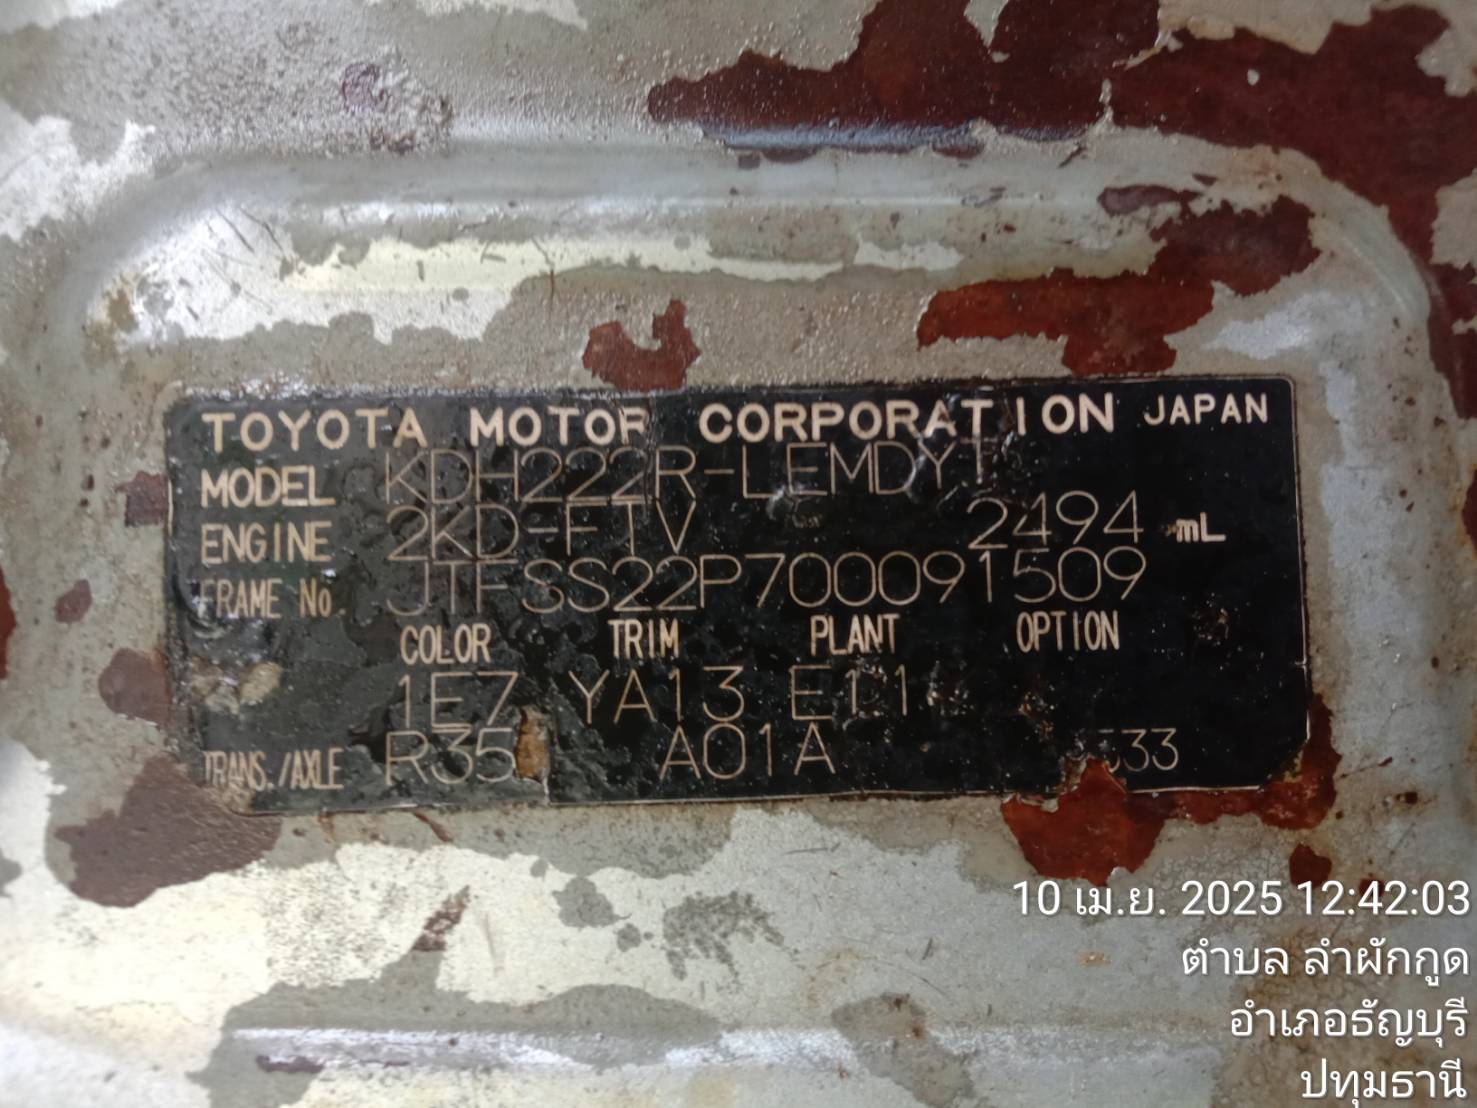 TOYOTA MOTOR CORPORATION JAPAN
MODEL KDH222R-LEMDYT
ENGINE 2KD-FTV 2494 mL
FRAME No. JTFSS22P700091509
COLOR TRIM PLANT OPTION
1E7 YA13
TRANS./AXLE R35 A01A
10 เม.ย. 2025 12:42:03
ตำบล ลำผักกูด
อำเภอธัญบุรี
ปทุมธานี